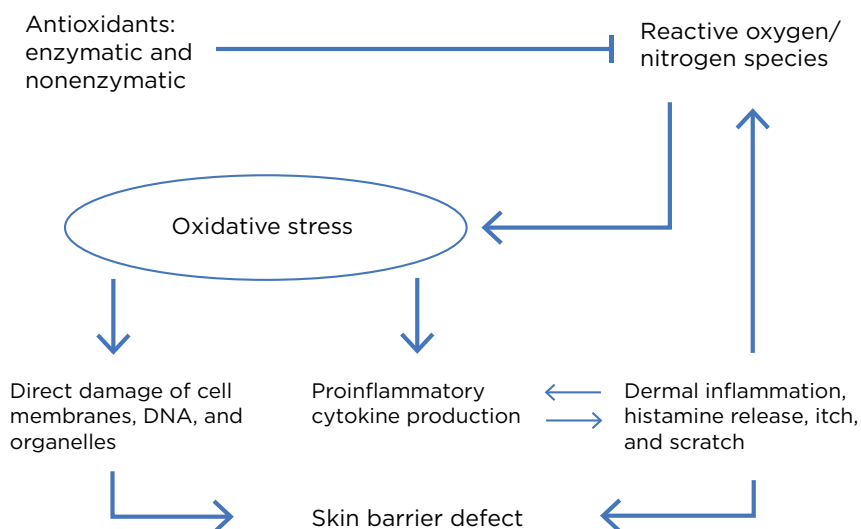 Antioxidants:
enzymatic and
nonenzymatic
Reactive oxygen/
nitrogen species
Oxidative stress
Direct damage of cell
membranes, DNA, and
organelles
Proinflammatory
cytokine production
Dermal inflammation,
histamine release, itch,
and scratch
Skin barrier defect